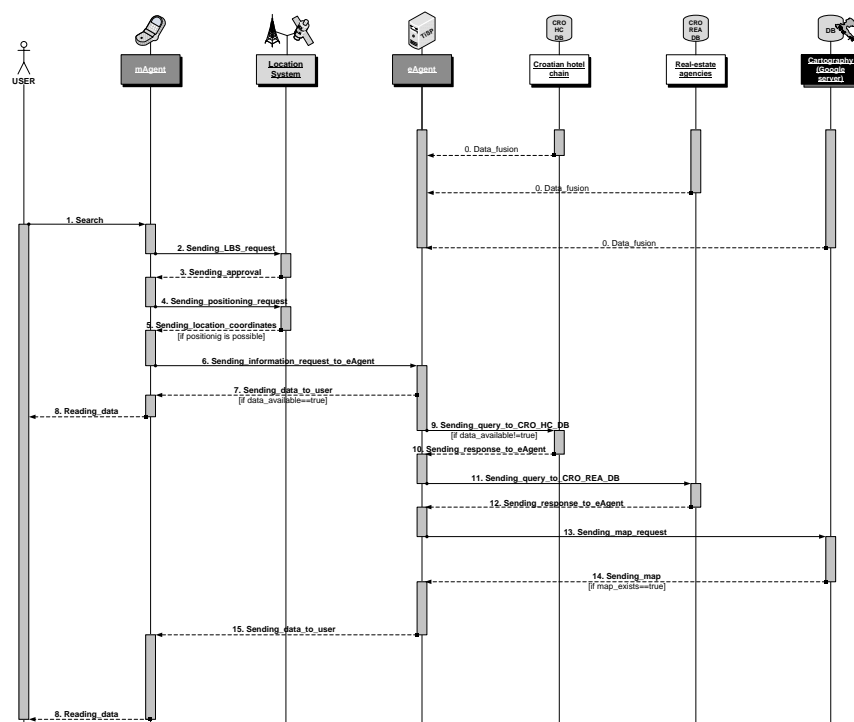 TISP
CRO
HC
DB
CRO
REA
DB
DB
USER
mAgent
Location
System
eAgent
Croatian hotel
chain
Real-estate
agencies
Cartography
(Google
server)
0. Data_fusion
0. Data_fusion
1. Search
0. Data_fusion
2. Sending_LBS_request
3. Sending_approval
4. Sending_positioning_request
5. Sending_location_coordinates
[if positionig is possible]
6. Sending_information_request_to_eAgent
7. Sending_data_to_user
[if data_available==true]
8. Reading_data
9. Sending_query_to_CRO_HC_DB
[if data_available!=true]
10. Sending_response_to_eAgent
11. Sending_query_to_CRO_REA_DB
12. Sending_response_to_eAgent
13. Sending_map_request
14. Sending_map
[if map_exists==true]
15. Sending_data_to_user
8. Reading_data